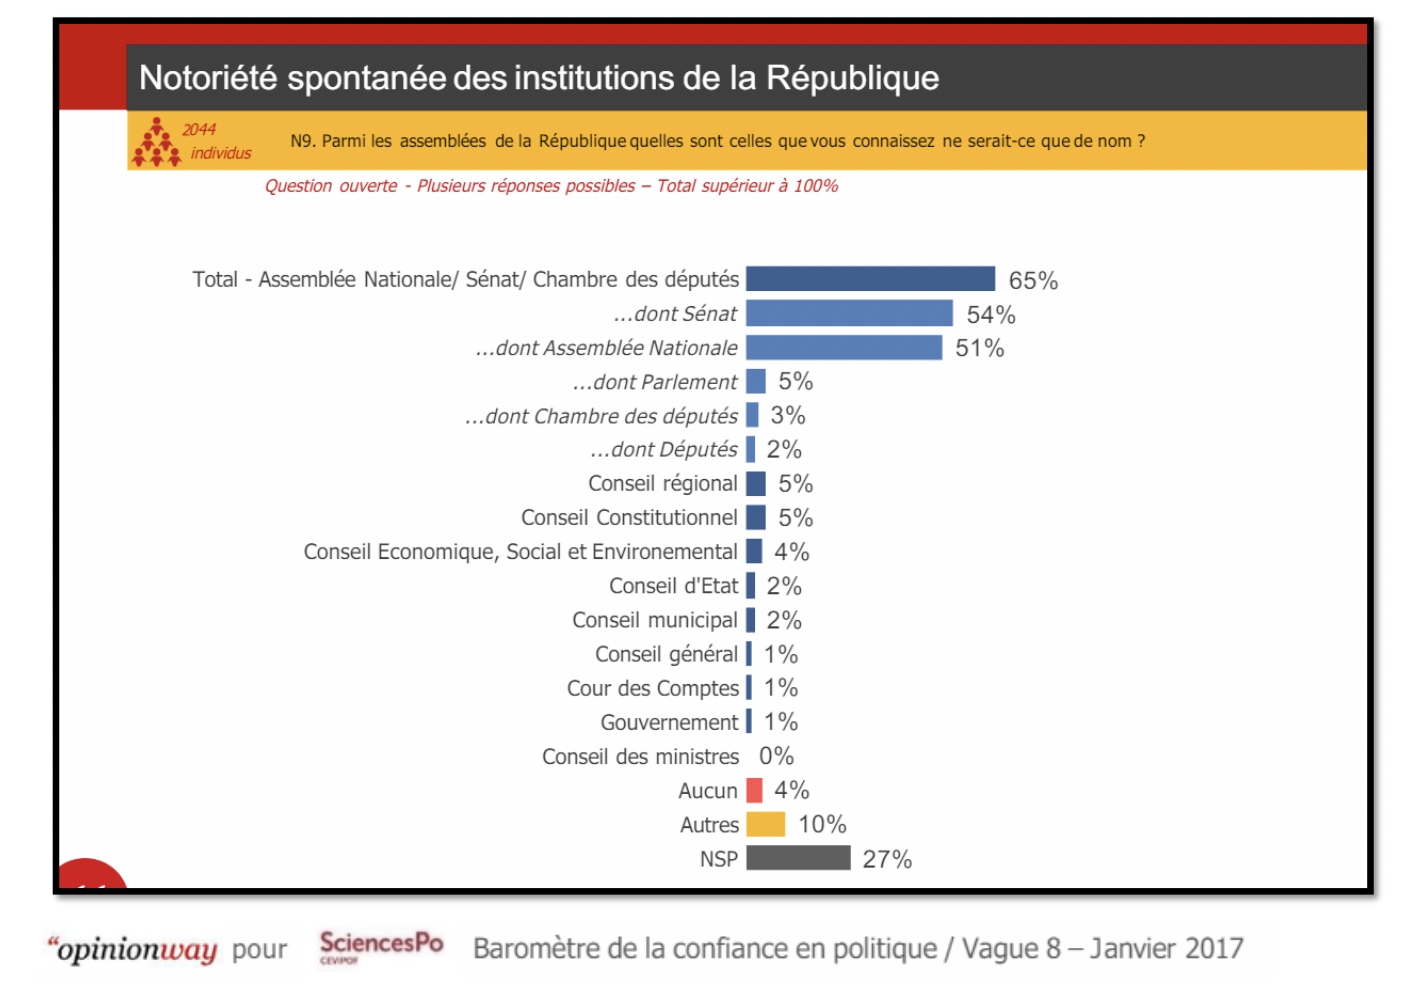 Notoriété spontanée des institutions de la République
2044
individus
N9. Parmi les assemblées de la République quelles sont celles que vous connaissez ne serait-ce que de nom ?
Question ouverte - Plusieurs réponses possibles – Total supérieur à 100%
Total - Assemblée Nationale/ Sénat/ Chambre des députés 65%
...dont Sénat 54%
...dont Assemblée Nationale 51%
...dont Parlement 5%
...dont Chambre des députés 3%
...dont Députés 2%
Conseil régional 5%
Conseil Constitutionnel 5%
Conseil Economique, Social et Environemental 4%
Conseil d'Etat 2%
Conseil municipal 2%
Conseil général 1%
Cour des Comptes 1%
Gouvernement 1%
Conseil des ministres 0%
Aucun 4%
Autres 10%
NSP 27%
“opinionway pour SciencesPo Baromètre de la confiance en politique / Vague 8 – Janvier 2017
CEVIPOF